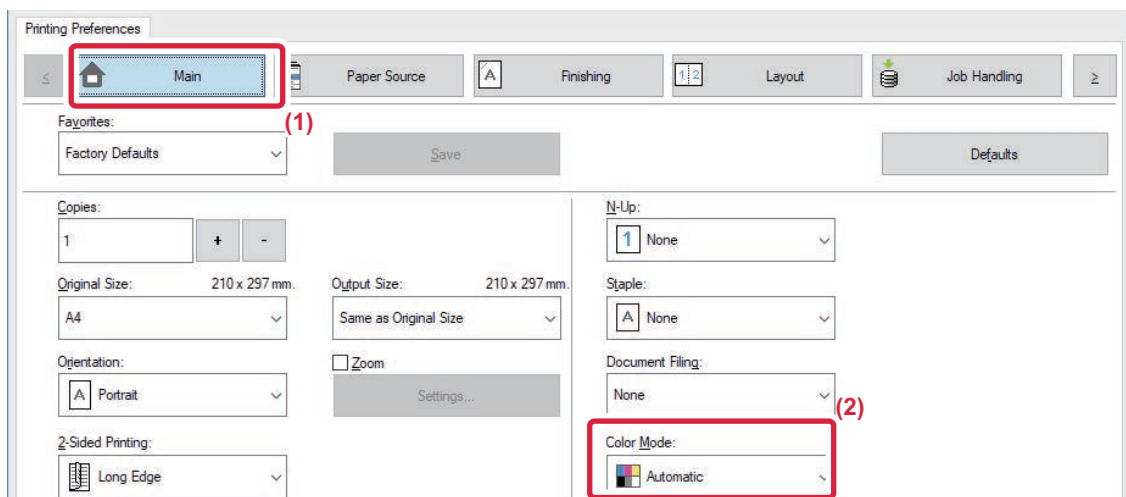 Printing Preferences
< Main Paper Source A Finishing 1 2 Layout Job Handling >
(1)
Favorites:
Factory Defaults Save Defaults
Copies: N-Up:
1 + - 1 None
Original Size: 210 x 297 mm. Output Size: 210 x 297 mm. Staple:
A4 Same as Original Size A None
Orientation: Zoom Document Filing:
A Portrait Settings... None
(2)
2-Sided Printing: Color Mode:
Long Edge Automatic